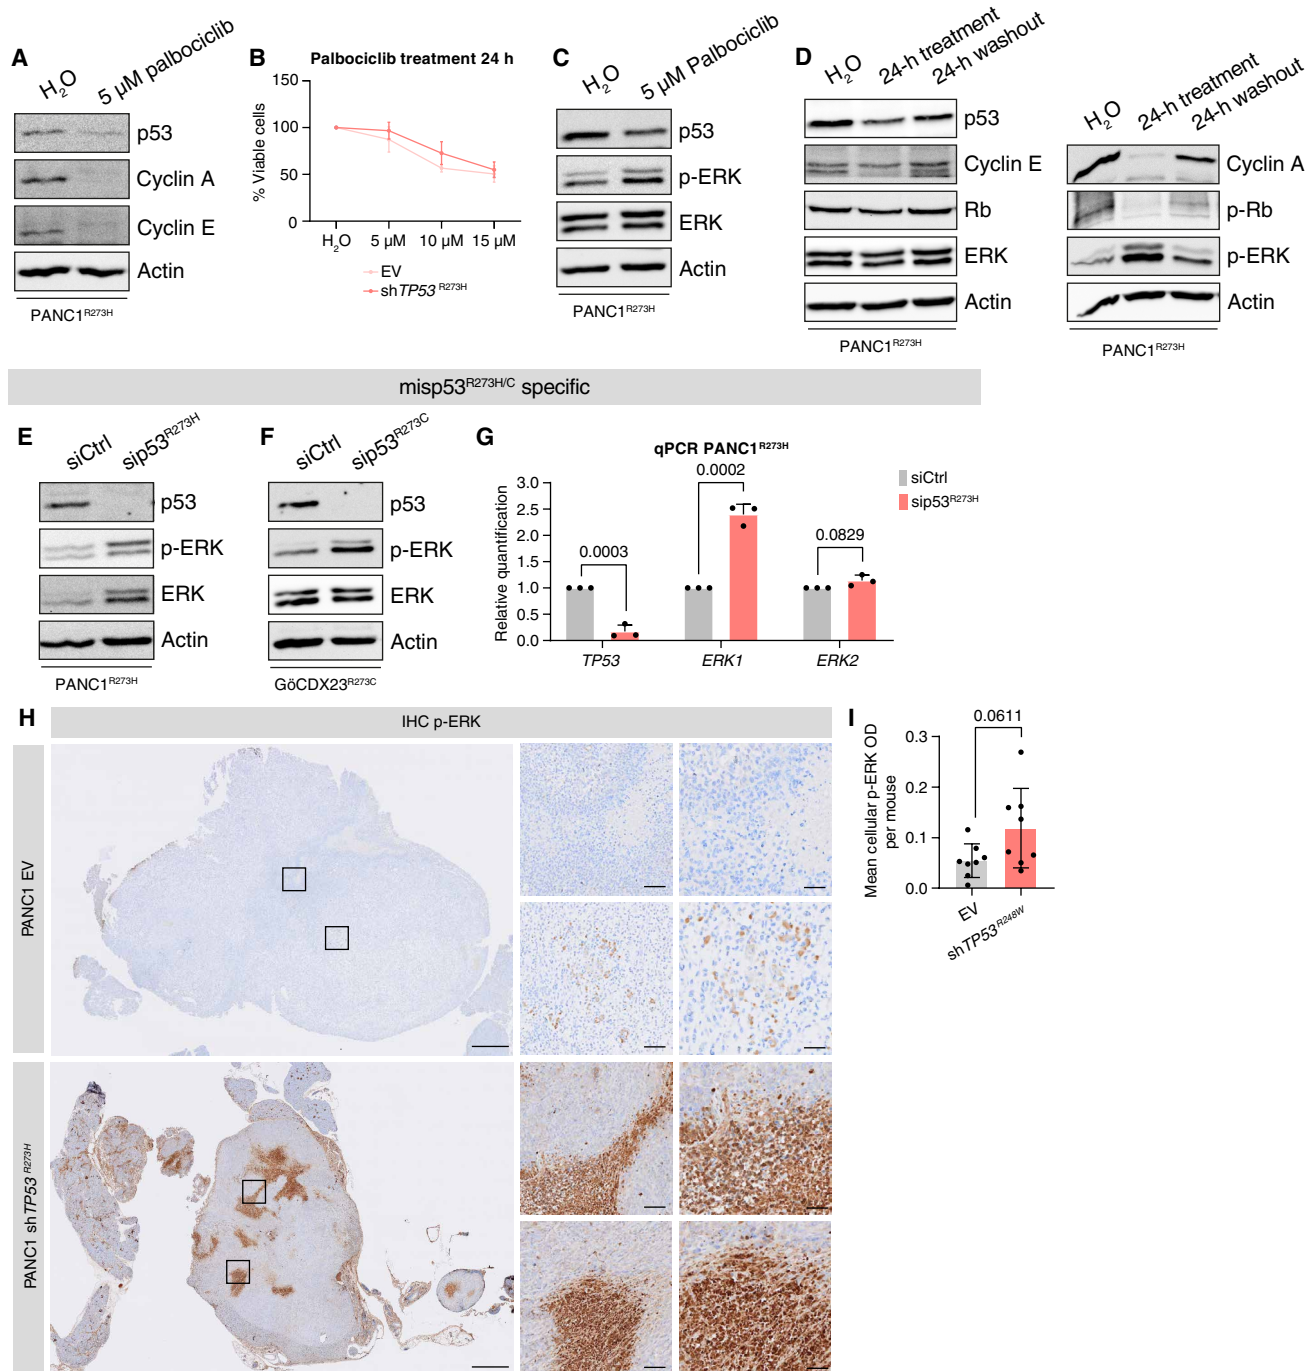 A
H2O
5 µM palbociclib
p53
Cyclin A
Cyclin E
Actin
PANC1R273H
B
Palbociclib treatment 24 h
% Viable cells
150
100
50
0
H2O
5 µM
10 µM
15 µM
EV
shTP53 R273H
C
H2O
5 µM Palbociclib
p53
p-ERK
ERK
Actin
PANC1R273H
D
H2O
24-h treatment
24-h washout
p53
Cyclin E
Rb
ERK
Actin
PANC1R273H
H2O
24-h treatment
24-h washout
Cyclin A
p-Rb
p-ERK
Actin
PANC1R273H
misp53R273H/C specific
E
siCtrl
sip53R273H
p53
p-ERK
ERK
Actin
PANC1R273H
F
siCtrl
sip53R273C
p53
p-ERK
ERK
Actin
GöCDX23R273C
G
qPCR PANC1R273H
Relative quantification
3.0
2.5
2.0
1.5
1.0
0.5
0.0
0.0003
0.0002
0.0829
TP53
ERK1
ERK2
siCtrl
sip53R273H
H
IHC p-ERK
PANC1 EV
PANC1 shTP53 R273H
I
Mean cellular p-ERK OD
per mouse
0.3
0.2
0.1
0.0
0.0611
EV
shTP53R248W